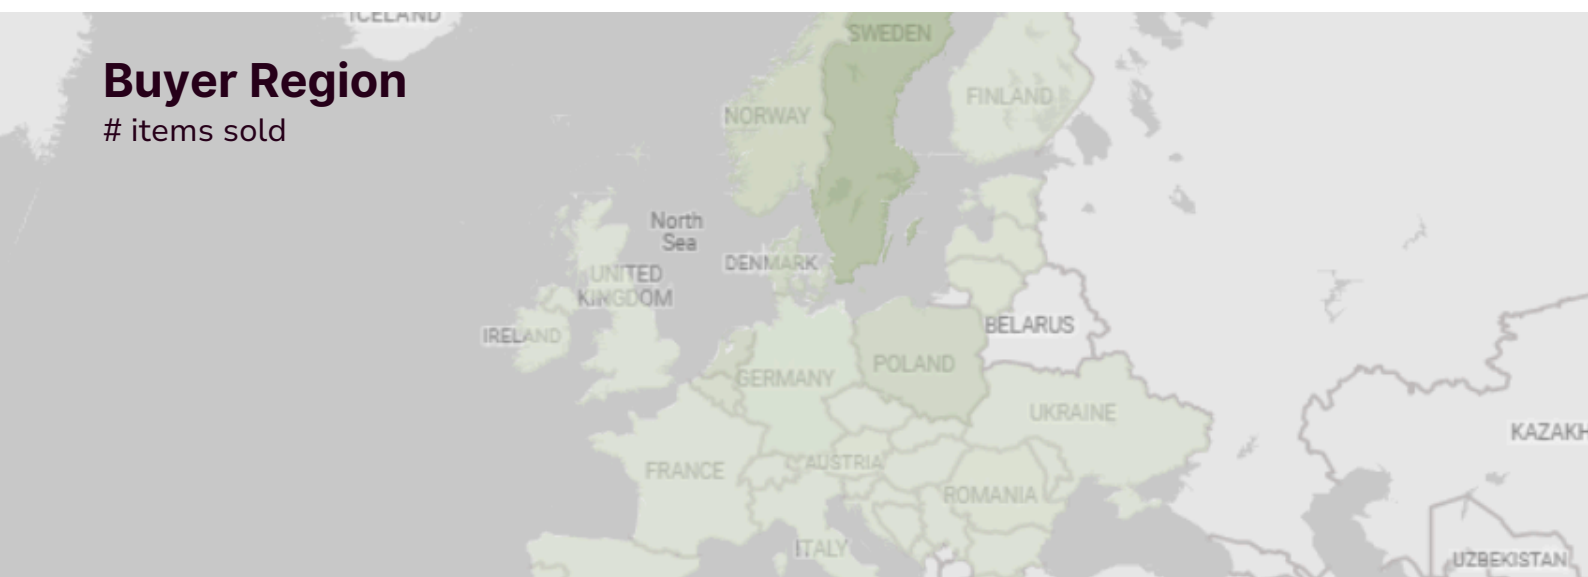 ICELAND
Buyer Region
# items sold
SWEDEN
NORWAY
FINLAND
North
Sea
DENMARK
UNITED
KINGDOM
IRELAND
BELARUS
POLAND
GERMANY
UKRAINE
KAZAKH
FRANCE
AUSTRIA
ROMANIA
ITALY
UZBEKISTAN